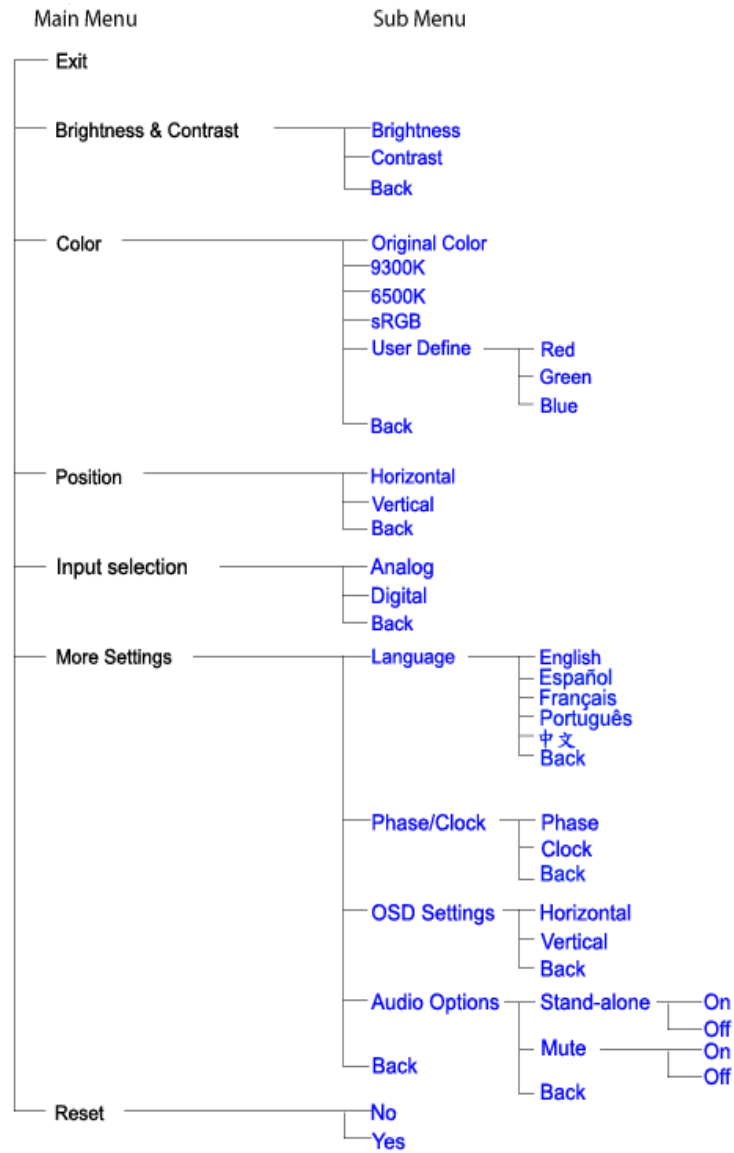 Main Menu Sub Menu
Exit
Brightness & Contrast Brightness
Contrast
Back
Color Original Color
9300K
6500K
sRGB
User Define Red
Green
Blue
Back
Position Horizontal
Vertical
Back
Input selection Analog
Digital
Back
More Settings Language English
Español
Français
Português
中文
Back
Phase/Clock Phase
Clock
Back
OSD Settings Horizontal
Vertical
Back
Audio Options Stand-alone On
Off
Mute On
Off
Back
Back
Reset No
Yes